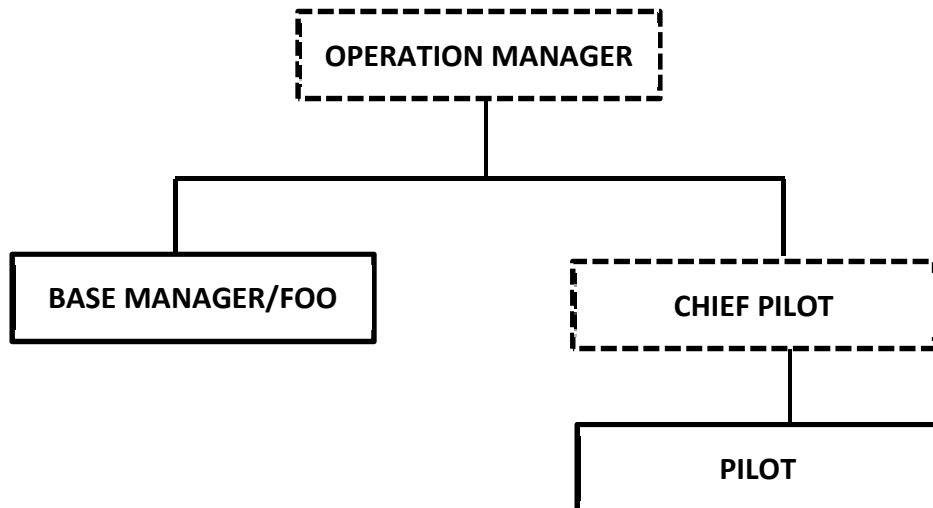 OPERATION MANAGER
BASE MANAGER/FOO
CHIEF PILOT
PILOT